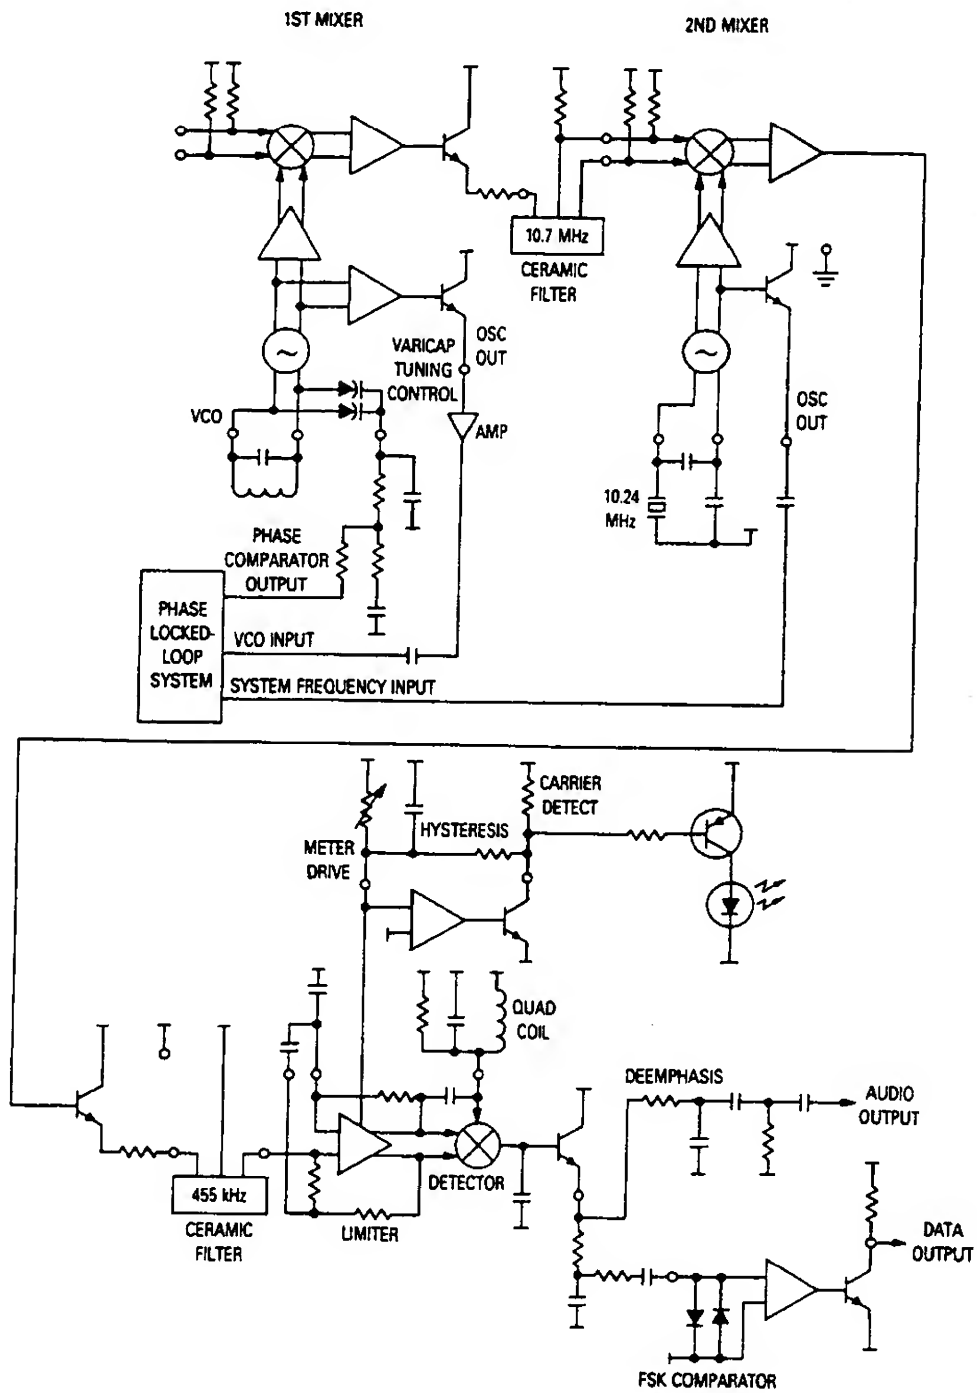 1ST MIXER
2ND MIXER
10.7 MHz
CERAMIC
FILTER
VARICAP
TUNING
CONTROL
OSC
OUT
VCO
AMP
OSC
OUT
10.24
MHz
PHASE
COMPARATOR
OUTPUT
PHASE
LOCKED-
LOOP
SYSTEM
VCO INPUT
SYSTEM FREQUENCY INPUT
CARRIER
DETECT
HYSTERESIS
METER
DRIVE
QUAD
COIL
DEEMPHASIS
AUDIO
OUTPUT
DETECTOR
455 kHz
CERAMIC
FILTER
LIMITER
DATA
OUTPUT
FSK COMPARATOR